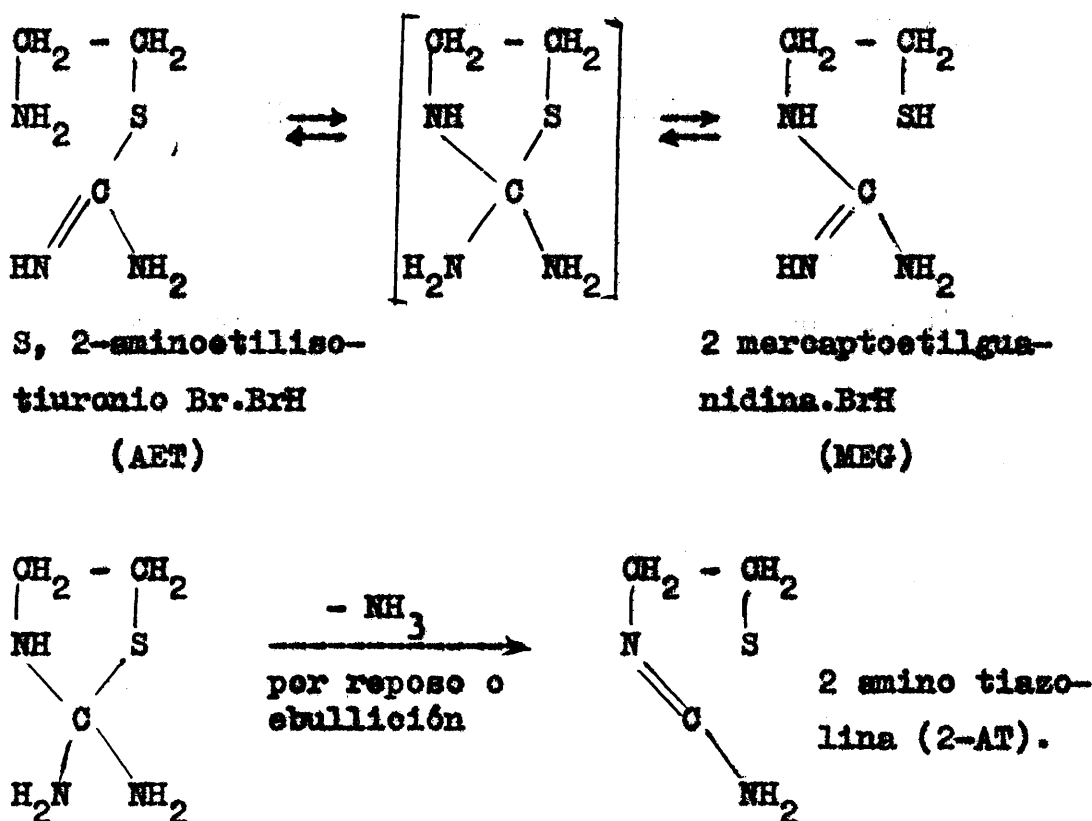 CH2 - CH2 CH2 - CH2 CH2 - CH2
NH2 S NH S NH SH
C C C
HN NH2 H2N NH2 HN NH2
S, 2-aminoetiliso- 2 mercaptoetilgua-
tiuronio Br.BrH nidina.BrH
(AET) (MEG)
CH2 - CH2 CH2 - CH2
- NH3
NH S N S
por reposo o 2 amino tiazo-
ebullición
C C lina (2-AT).
H2N NH2 NH2